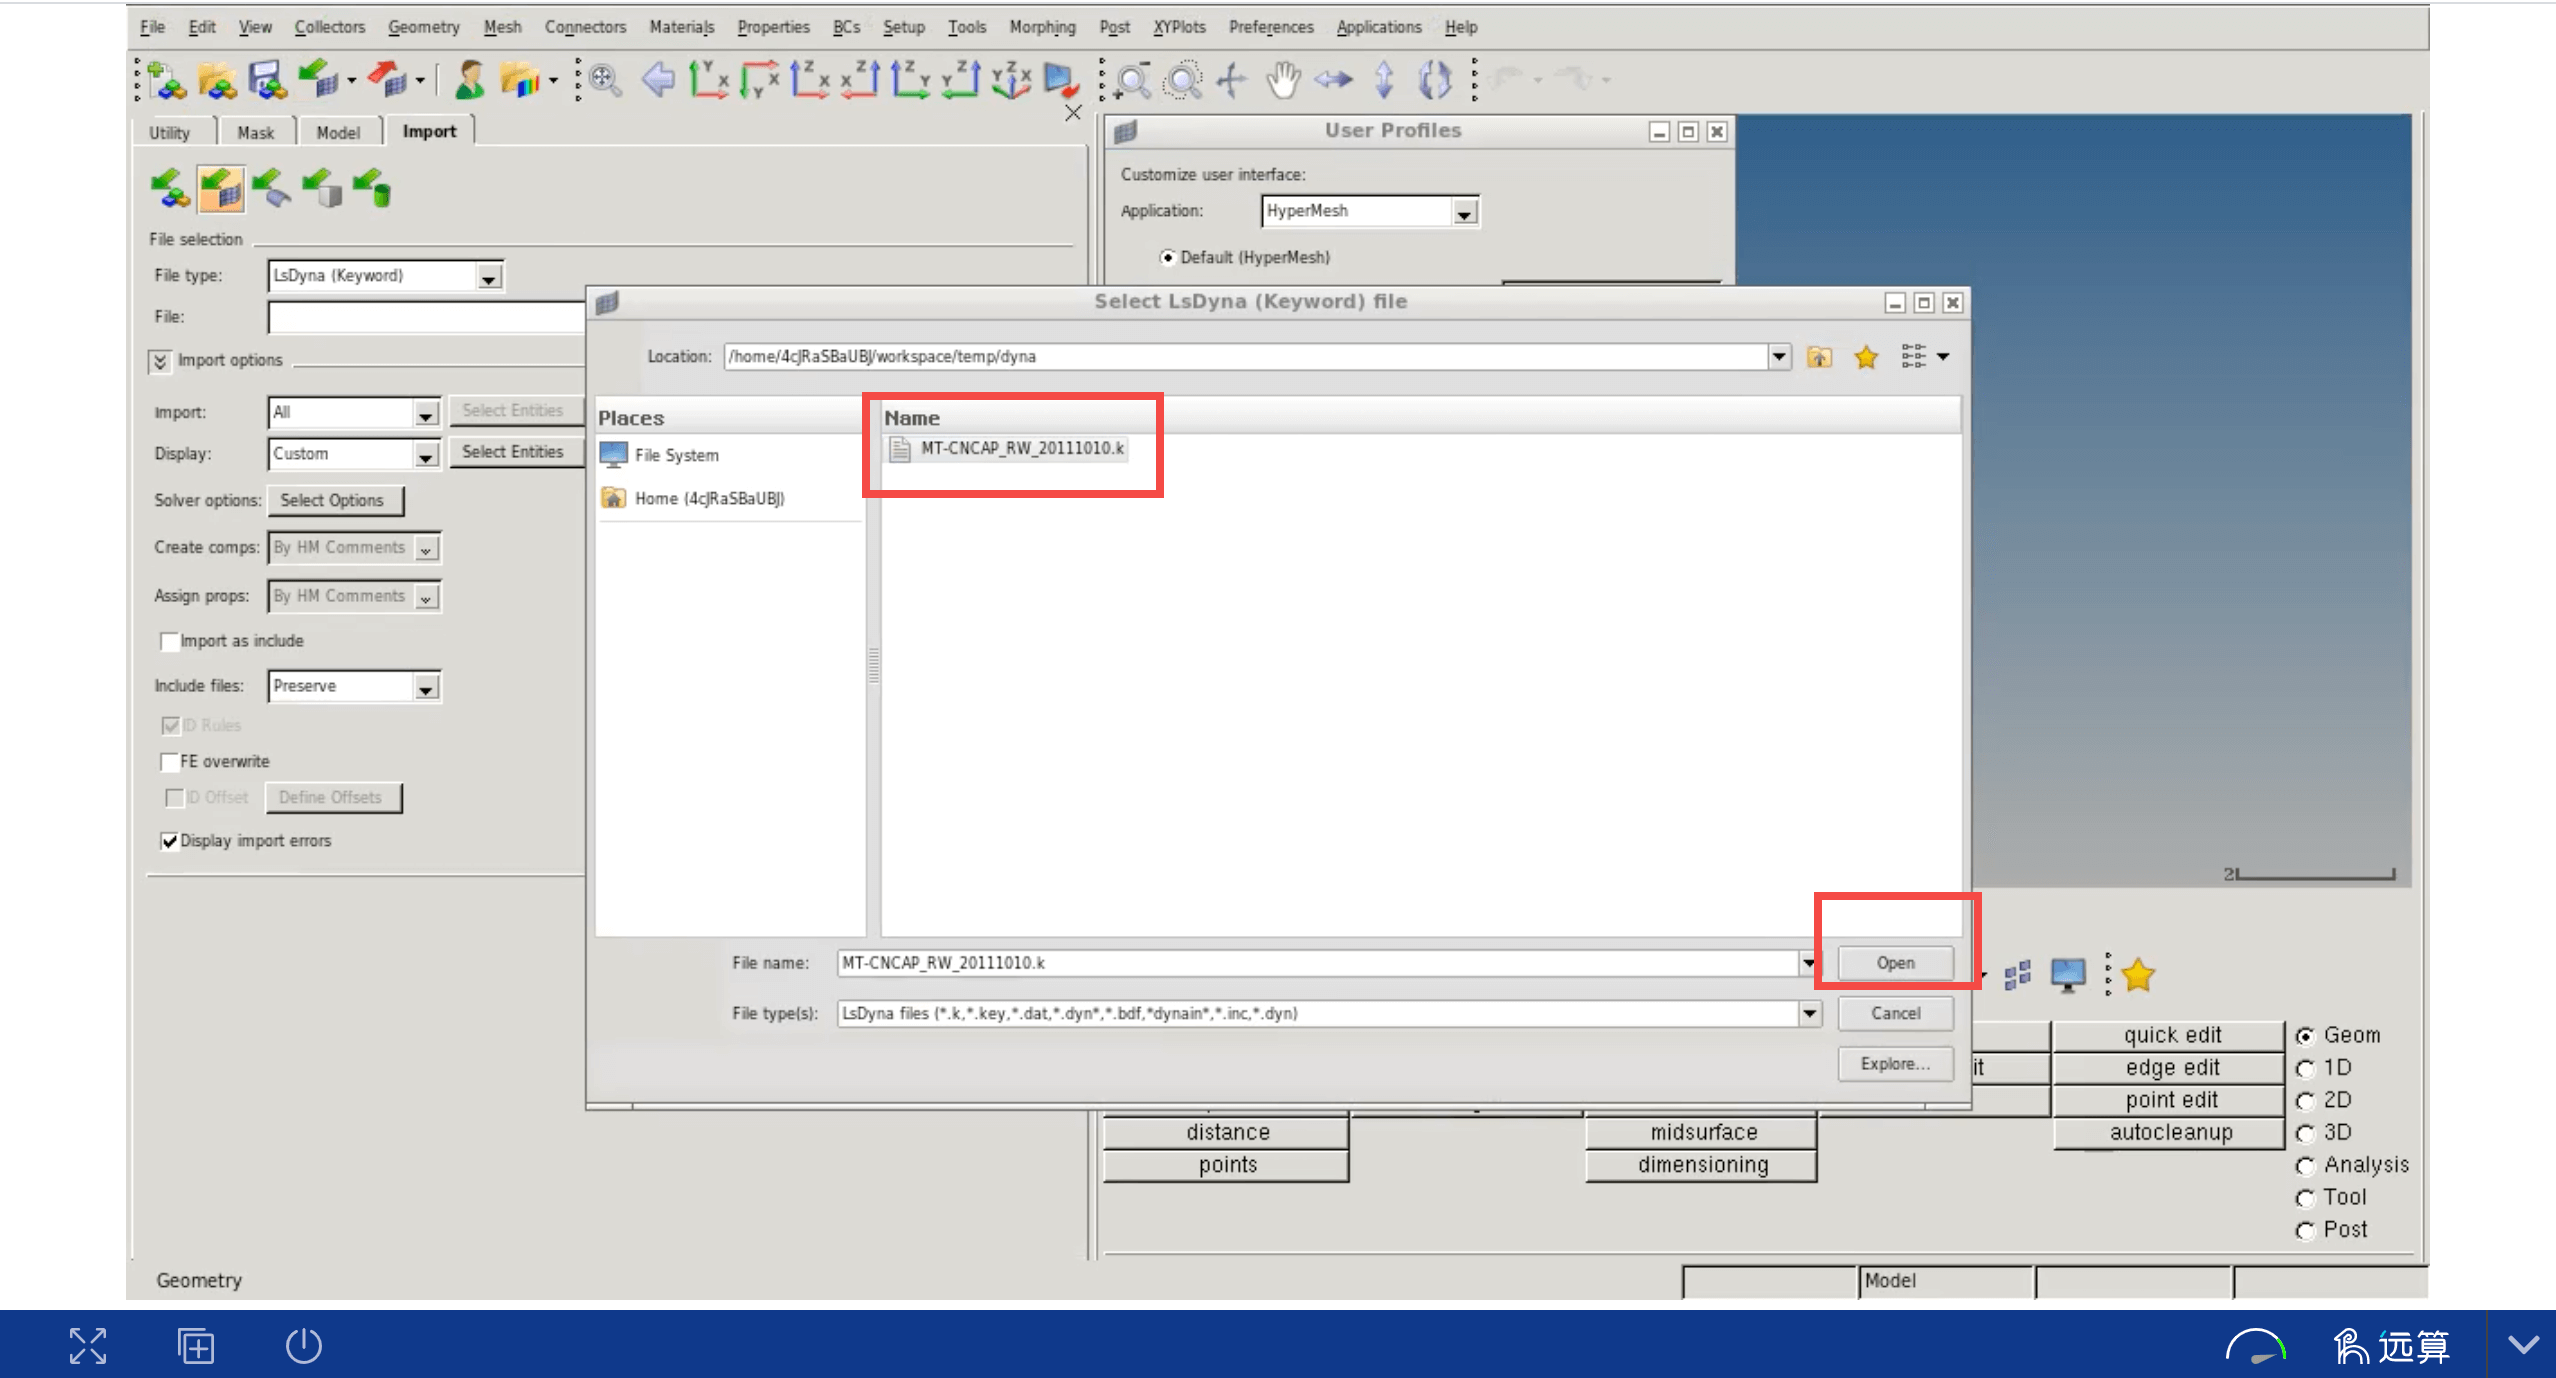 File Edit View Collectors Geometry Mesh Connectors Materials Properties BCs Setup Tools Morphing Post XYPlots Preferences Applications Help
Utility Mask Model Import
User Profiles
Customize user interface:
Application: HyperMesh
Default (HyperMesh)
File selection
File type: LsDyna (Keyword)
File:
Import options
Import: All Select Entities
Display: Custom Select Entities
Solver options: Select Options
Create comps: By HM Comments
Assign props: By HM Comments
Import as include
Include files: Preserve
ID Rules
FE overwrite
ID Offset Define Offsets
Display import errors
Select LsDyna (Keyword) file
Location: /home/4cJRaSBaUBJ/workspace/temp/dyna
Places
File System
Home (4cJRaSBaUBJ)
Name
MT-CNCAP_RW_20111010.k
File name: MT-CNCAP_RW_20111010.k Open
File type(s): LsDyna files (*.k,*.key,*.dat,*.dyn*,*.bdf,*dynain*,*.inc,*.dyn) Cancel
Explore...
quick edit Geom
it edge edit 1D
point edit 2D
distance midsurface autocleanup 3D
points dimensioning Analysis
Tool
Post
Geometry Model
远算